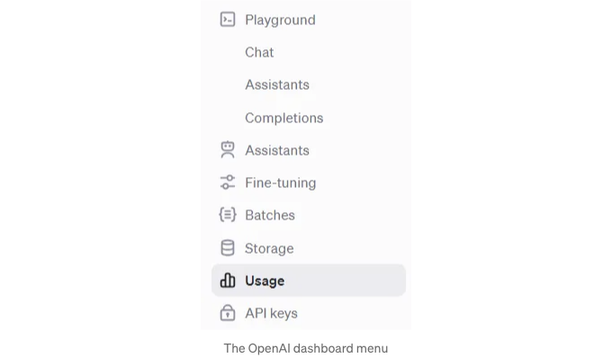 Playground
Chat
Assistants
Completions
Assistants
Fine-tuning
Batches
Storage
Usage
API keys
The OpenAI dashboard menu